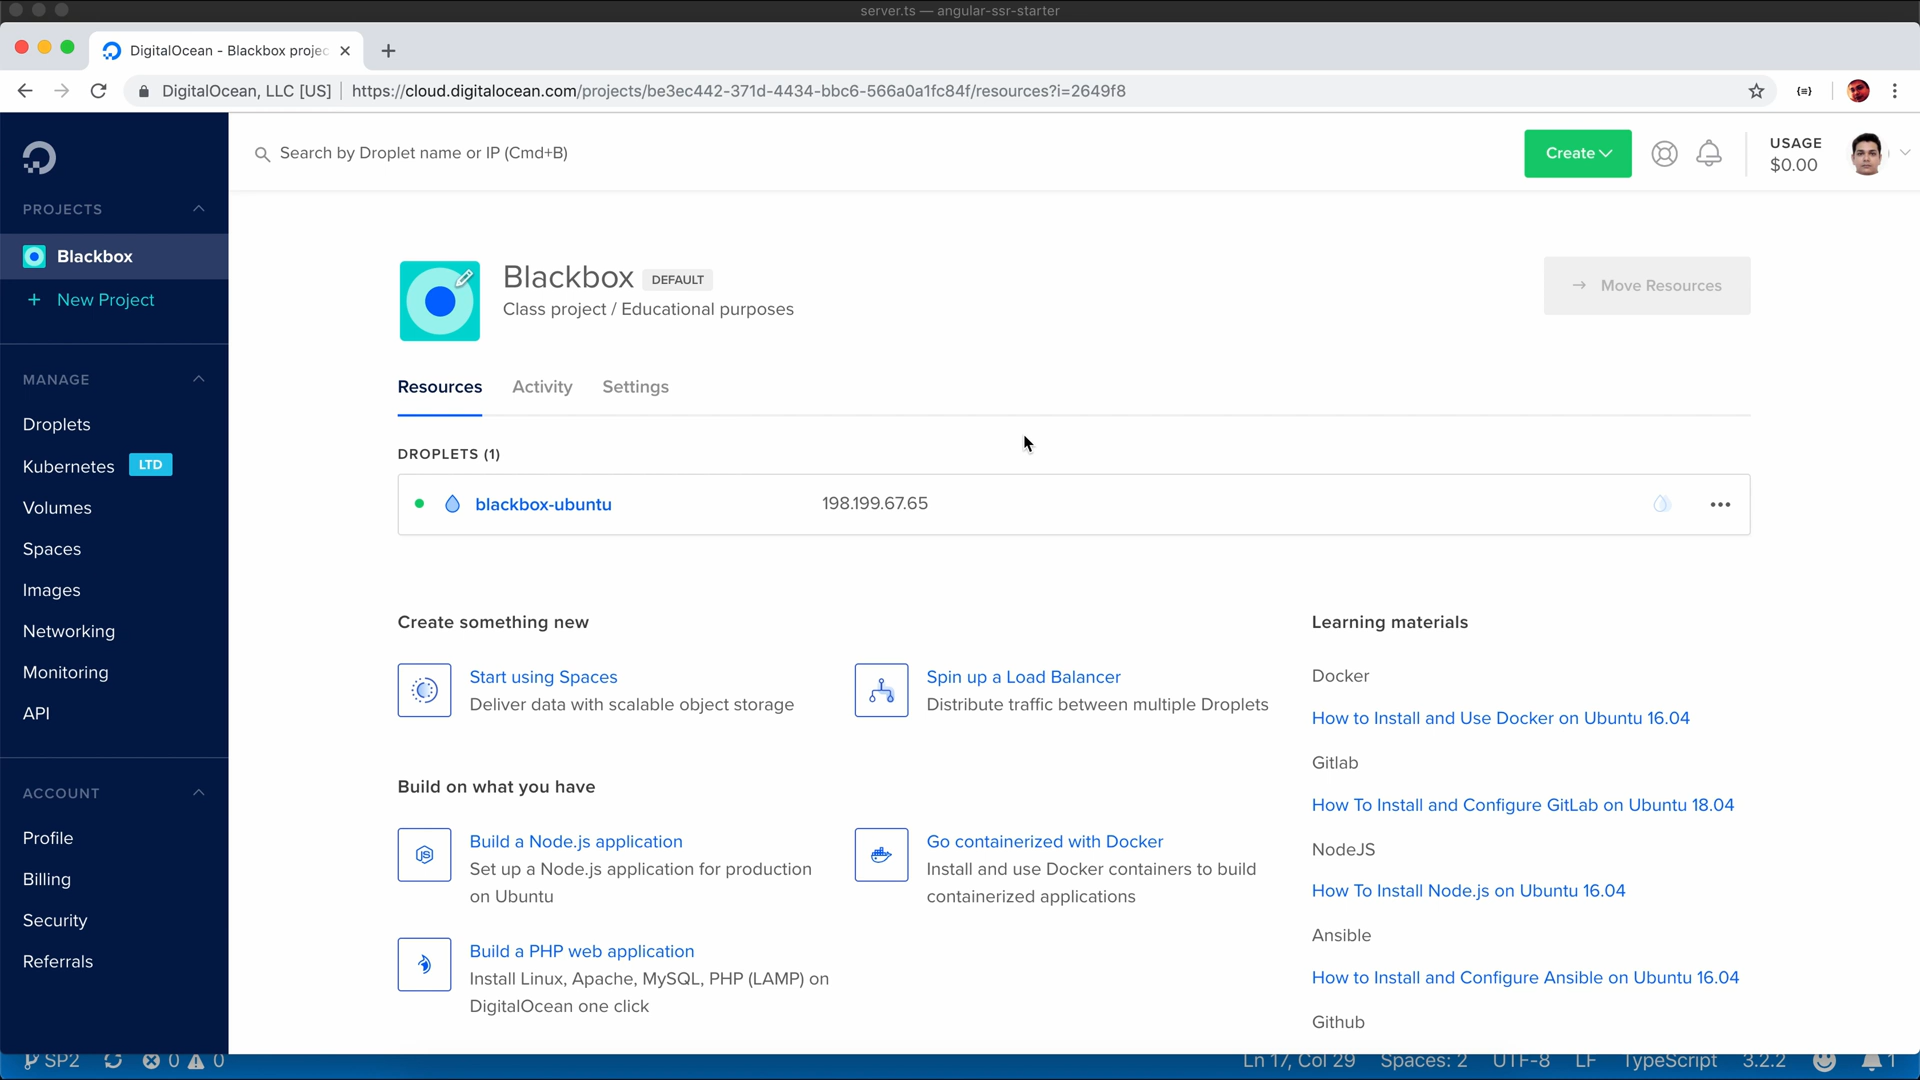 server.ts — angular-ssr-starter
DigitalOcean - Blackbox projec
DigitalOcean, LLC [US] https://cloud.digitalocean.com/projects/be3ec442-371d-4434-bbc6-566a0a1fc84f/resources?i=2649f8
Search by Droplet name or IP (Cmd+B)
Create
USAGE
$0.00
PROJECTS
Blackbox
+ New Project
MANAGE
Droplets
Kubernetes LTD
Volumes
Spaces
Images
Networking
Monitoring
API
ACCOUNT
Profile
Billing
Security
Referrals
Blackbox DEFAULT
Class project / Educational purposes
→ Move Resources
Resources Activity Settings
DROPLETS (1)
blackbox-ubuntu 198.199.67.65
Create something new
Start using Spaces
Deliver data with scalable object storage
Spin up a Load Balancer
Distribute traffic between multiple Droplets
Build on what you have
Build a Node.js application
Set up a Node.js application for production
on Ubuntu
Go containerized with Docker
Install and use Docker containers to build
containerized applications
Build a PHP web application
Install Linux, Apache, MySQL, PHP (LAMP) on
DigitalOcean one click
Learning materials
Docker
How to Install and Use Docker on Ubuntu 16.04
Gitlab
How To Install and Configure GitLab on Ubuntu 18.04
NodeJS
How To Install Node.js on Ubuntu 16.04
Ansible
How to Install and Configure Ansible on Ubuntu 16.04
Github
SP2 0 0 Ln 17, Col 29 Spaces: 2 UTF-8 LF TypeScript 3.2.2 1